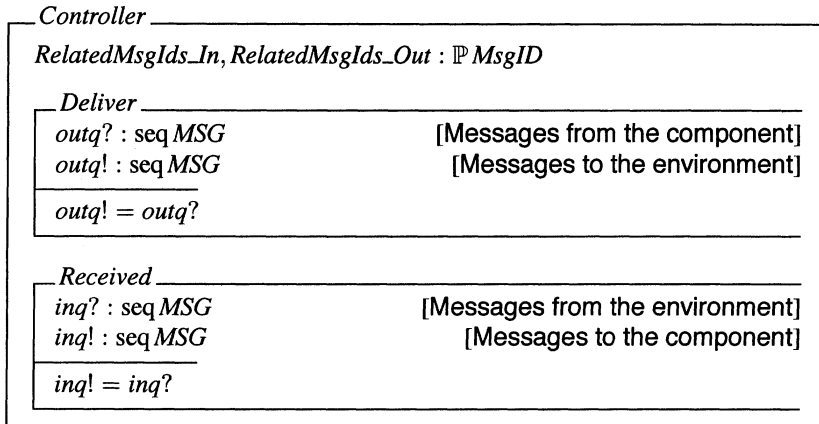 Controller
RelatedMsgIds_In, RelatedMsgIds_Out : ℙ MsgID
Deliver
outq? : seq MSG [Messages from the component]
outq! : seq MSG [Messages to the environment]
outq! = outq?
Received
inq? : seq MSG [Messages from the environment]
inq! : seq MSG [Messages to the component]
inq! = inq?